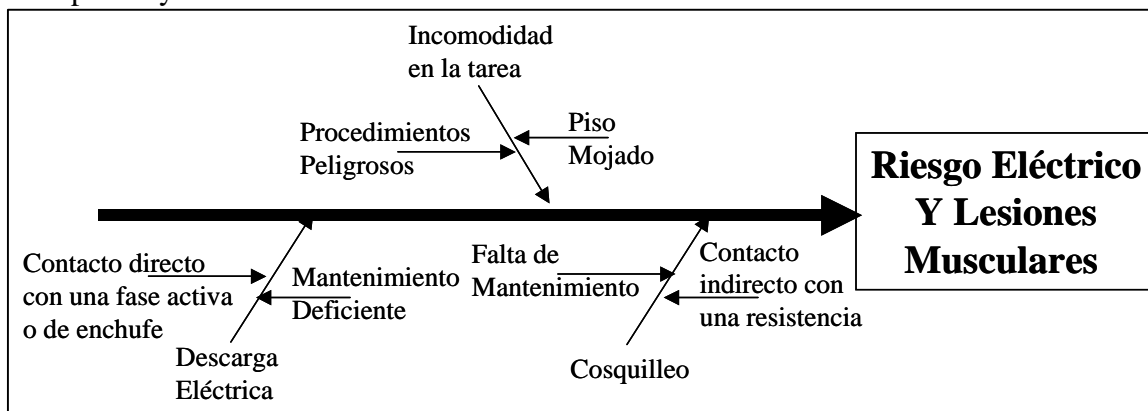 Incomodidad
en la tarea
Procedimientos
Peligrosos
Piso
Mojado
Riesgo Eléctrico
Y Lesiones
Musculares
Contacto directo
con una fase activa
o de enchufe
Mantenimiento
Deficiente
Descarga
Eléctrica
Falta de
Mantenimiento
Contacto
indirecto con
una resistencia
Cosquilleo